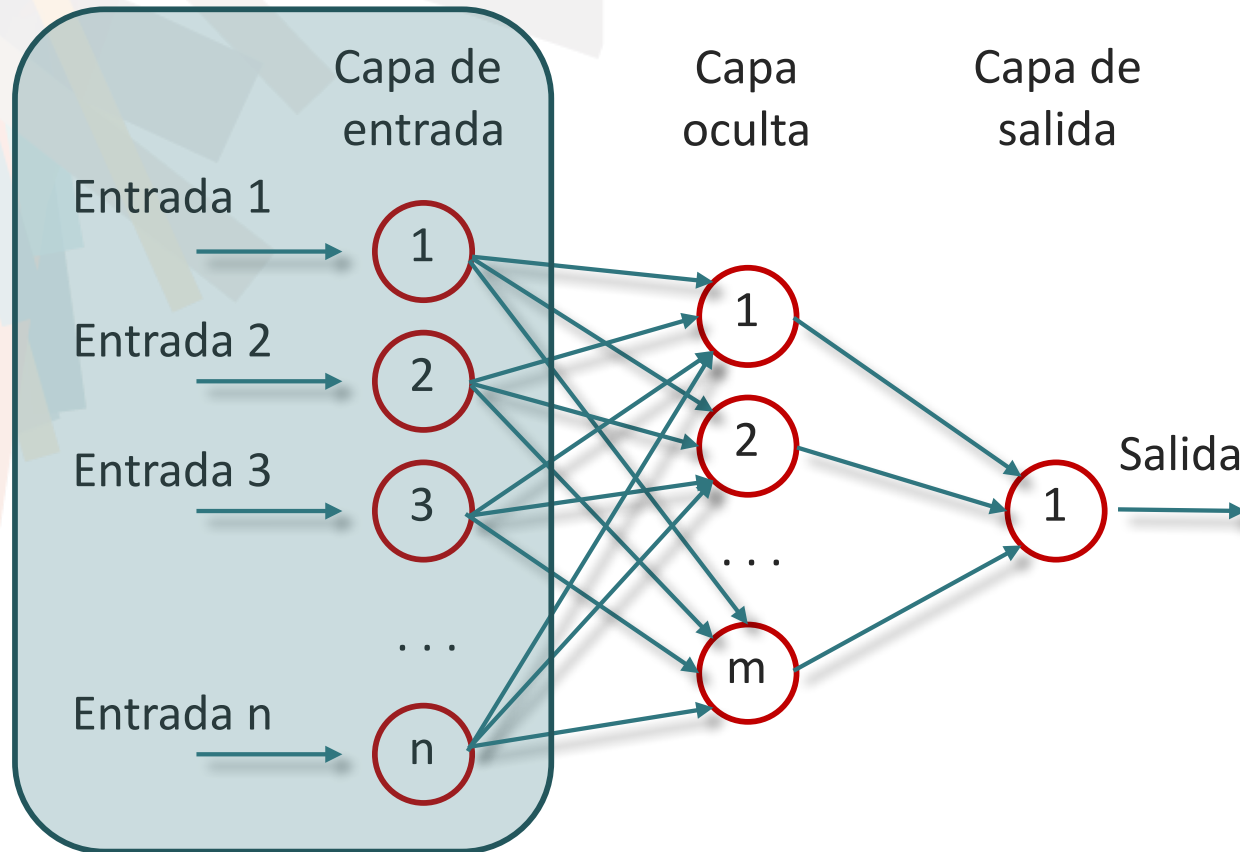 Capa de
entrada
Capa
oculta
Capa de
salida
Entrada 1
1
Entrada 2
2
Entrada 3
3
. . .
Entrada n
n
1
2
. . .
m
1
Salida